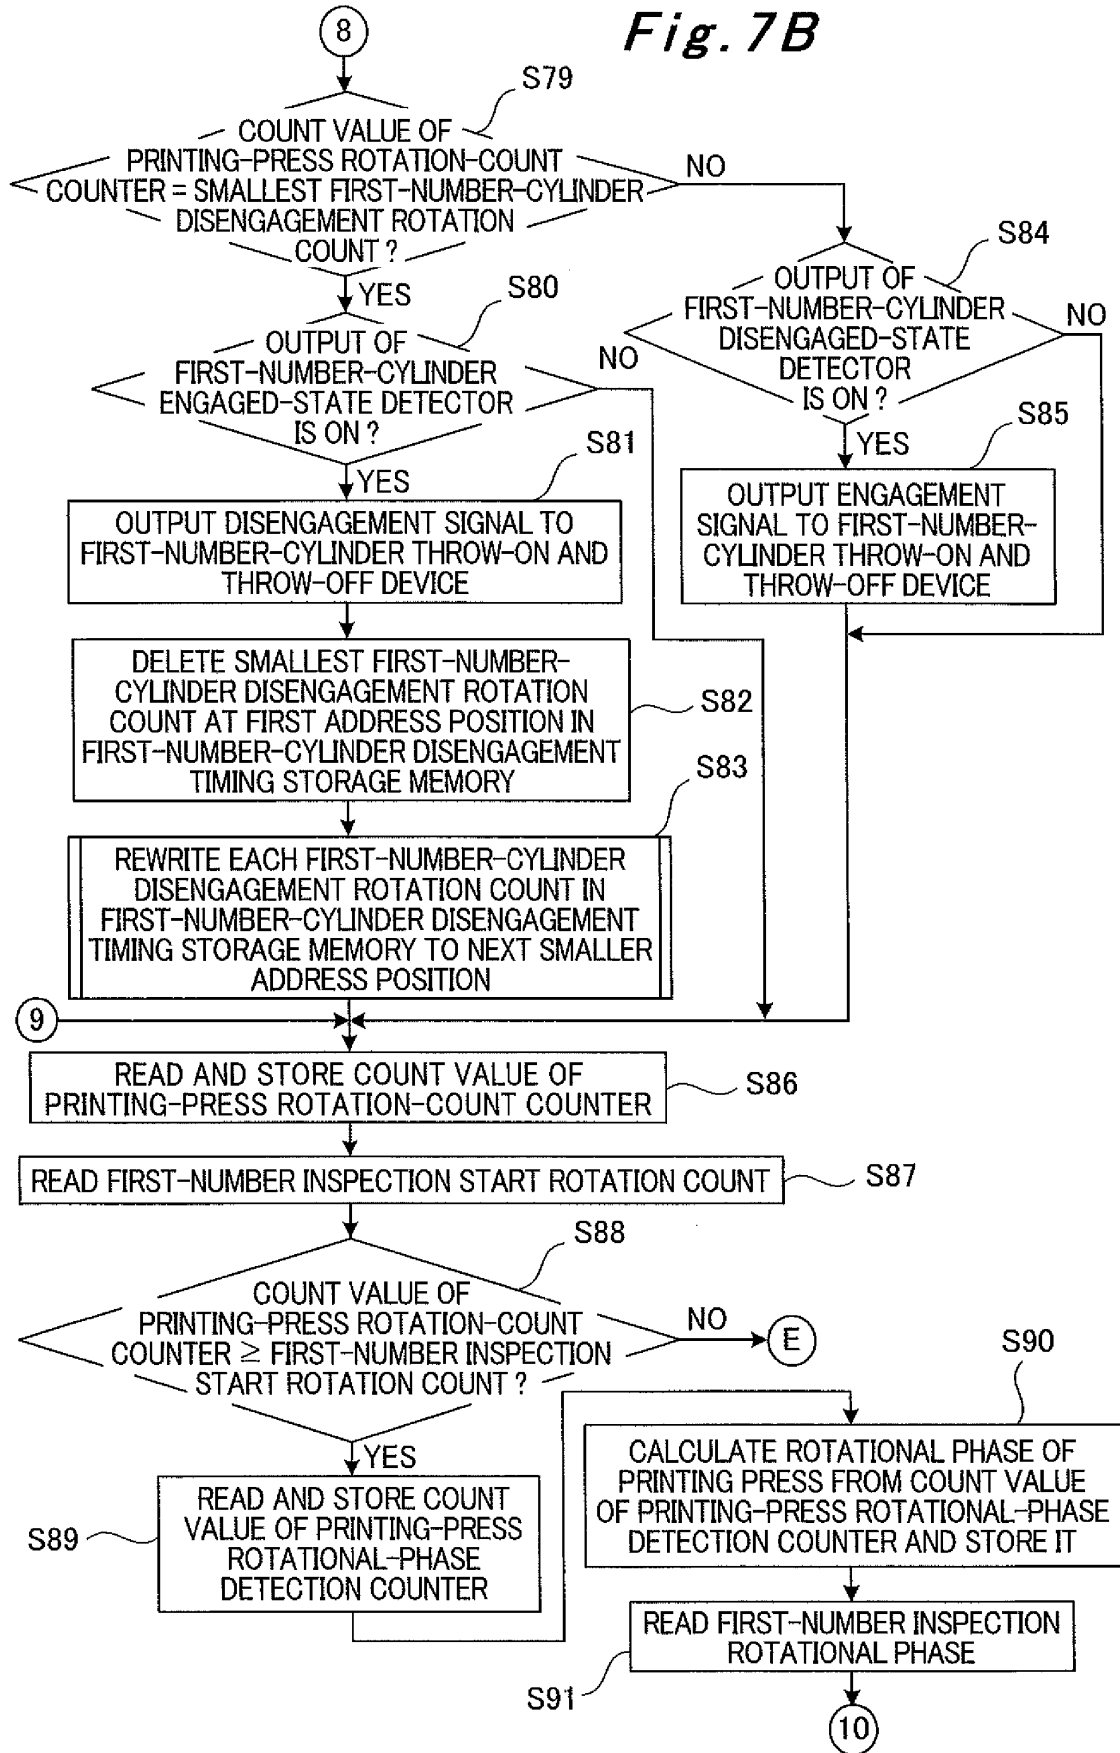 Fig. 7B
8
S79
COUNT VALUE OF
PRINTING-PRESS ROTATION-COUNT
COUNTER = SMALLEST FIRST-NUMBER-CYLINDER
DISENGAGEMENT ROTATION
COUNT ?
NO
YES
S80
OUTPUT OF
FIRST-NUMBER-CYLINDER
ENGAGED-STATE DETECTOR
IS ON ?
NO
YES
S84
OUTPUT OF
FIRST-NUMBER-CYLINDER
DISENGAGED-STATE
DETECTOR
IS ON ?
NO
YES
S85
OUTPUT ENGAGEMENT
SIGNAL TO FIRST-NUMBER-
CYLINDER THROW-ON AND
THROW-OFF DEVICE
S81
OUTPUT DISENGAGEMENT SIGNAL TO
FIRST-NUMBER-CYLINDER THROW-ON AND
THROW-OFF DEVICE
DELETE SMALLEST FIRST-NUMBER-
CYLINDER DISENGAGEMENT ROTATION
COUNT AT FIRST ADDRESS POSITION IN
FIRST-NUMBER-CYLINDER DISENGAGEMENT
TIMING STORAGE MEMORY
S82
S83
REWRITE EACH FIRST-NUMBER-CYLINDER
DISENGAGEMENT ROTATION COUNT IN
FIRST-NUMBER-CYLINDER DISENGAGEMENT
TIMING STORAGE MEMORY TO NEXT SMALLER
ADDRESS POSITION
9
READ AND STORE COUNT VALUE OF
PRINTING-PRESS ROTATION-COUNT COUNTER
S86
READ FIRST-NUMBER INSPECTION START ROTATION COUNT
S87
S88
COUNT VALUE OF
PRINTING-PRESS ROTATION-COUNT
COUNTER ≥ FIRST-NUMBER INSPECTION
START ROTATION COUNT ?
NO
E
YES
S89
READ AND STORE COUNT
VALUE OF PRINTING-PRESS
ROTATIONAL-PHASE
DETECTION COUNTER
S90
CALCULATE ROTATIONAL PHASE OF
PRINTING PRESS FROM COUNT VALUE
OF PRINTING-PRESS ROTATIONAL-PHASE
DETECTION COUNTER AND STORE IT
READ FIRST-NUMBER INSPECTION
ROTATIONAL PHASE
S91
10